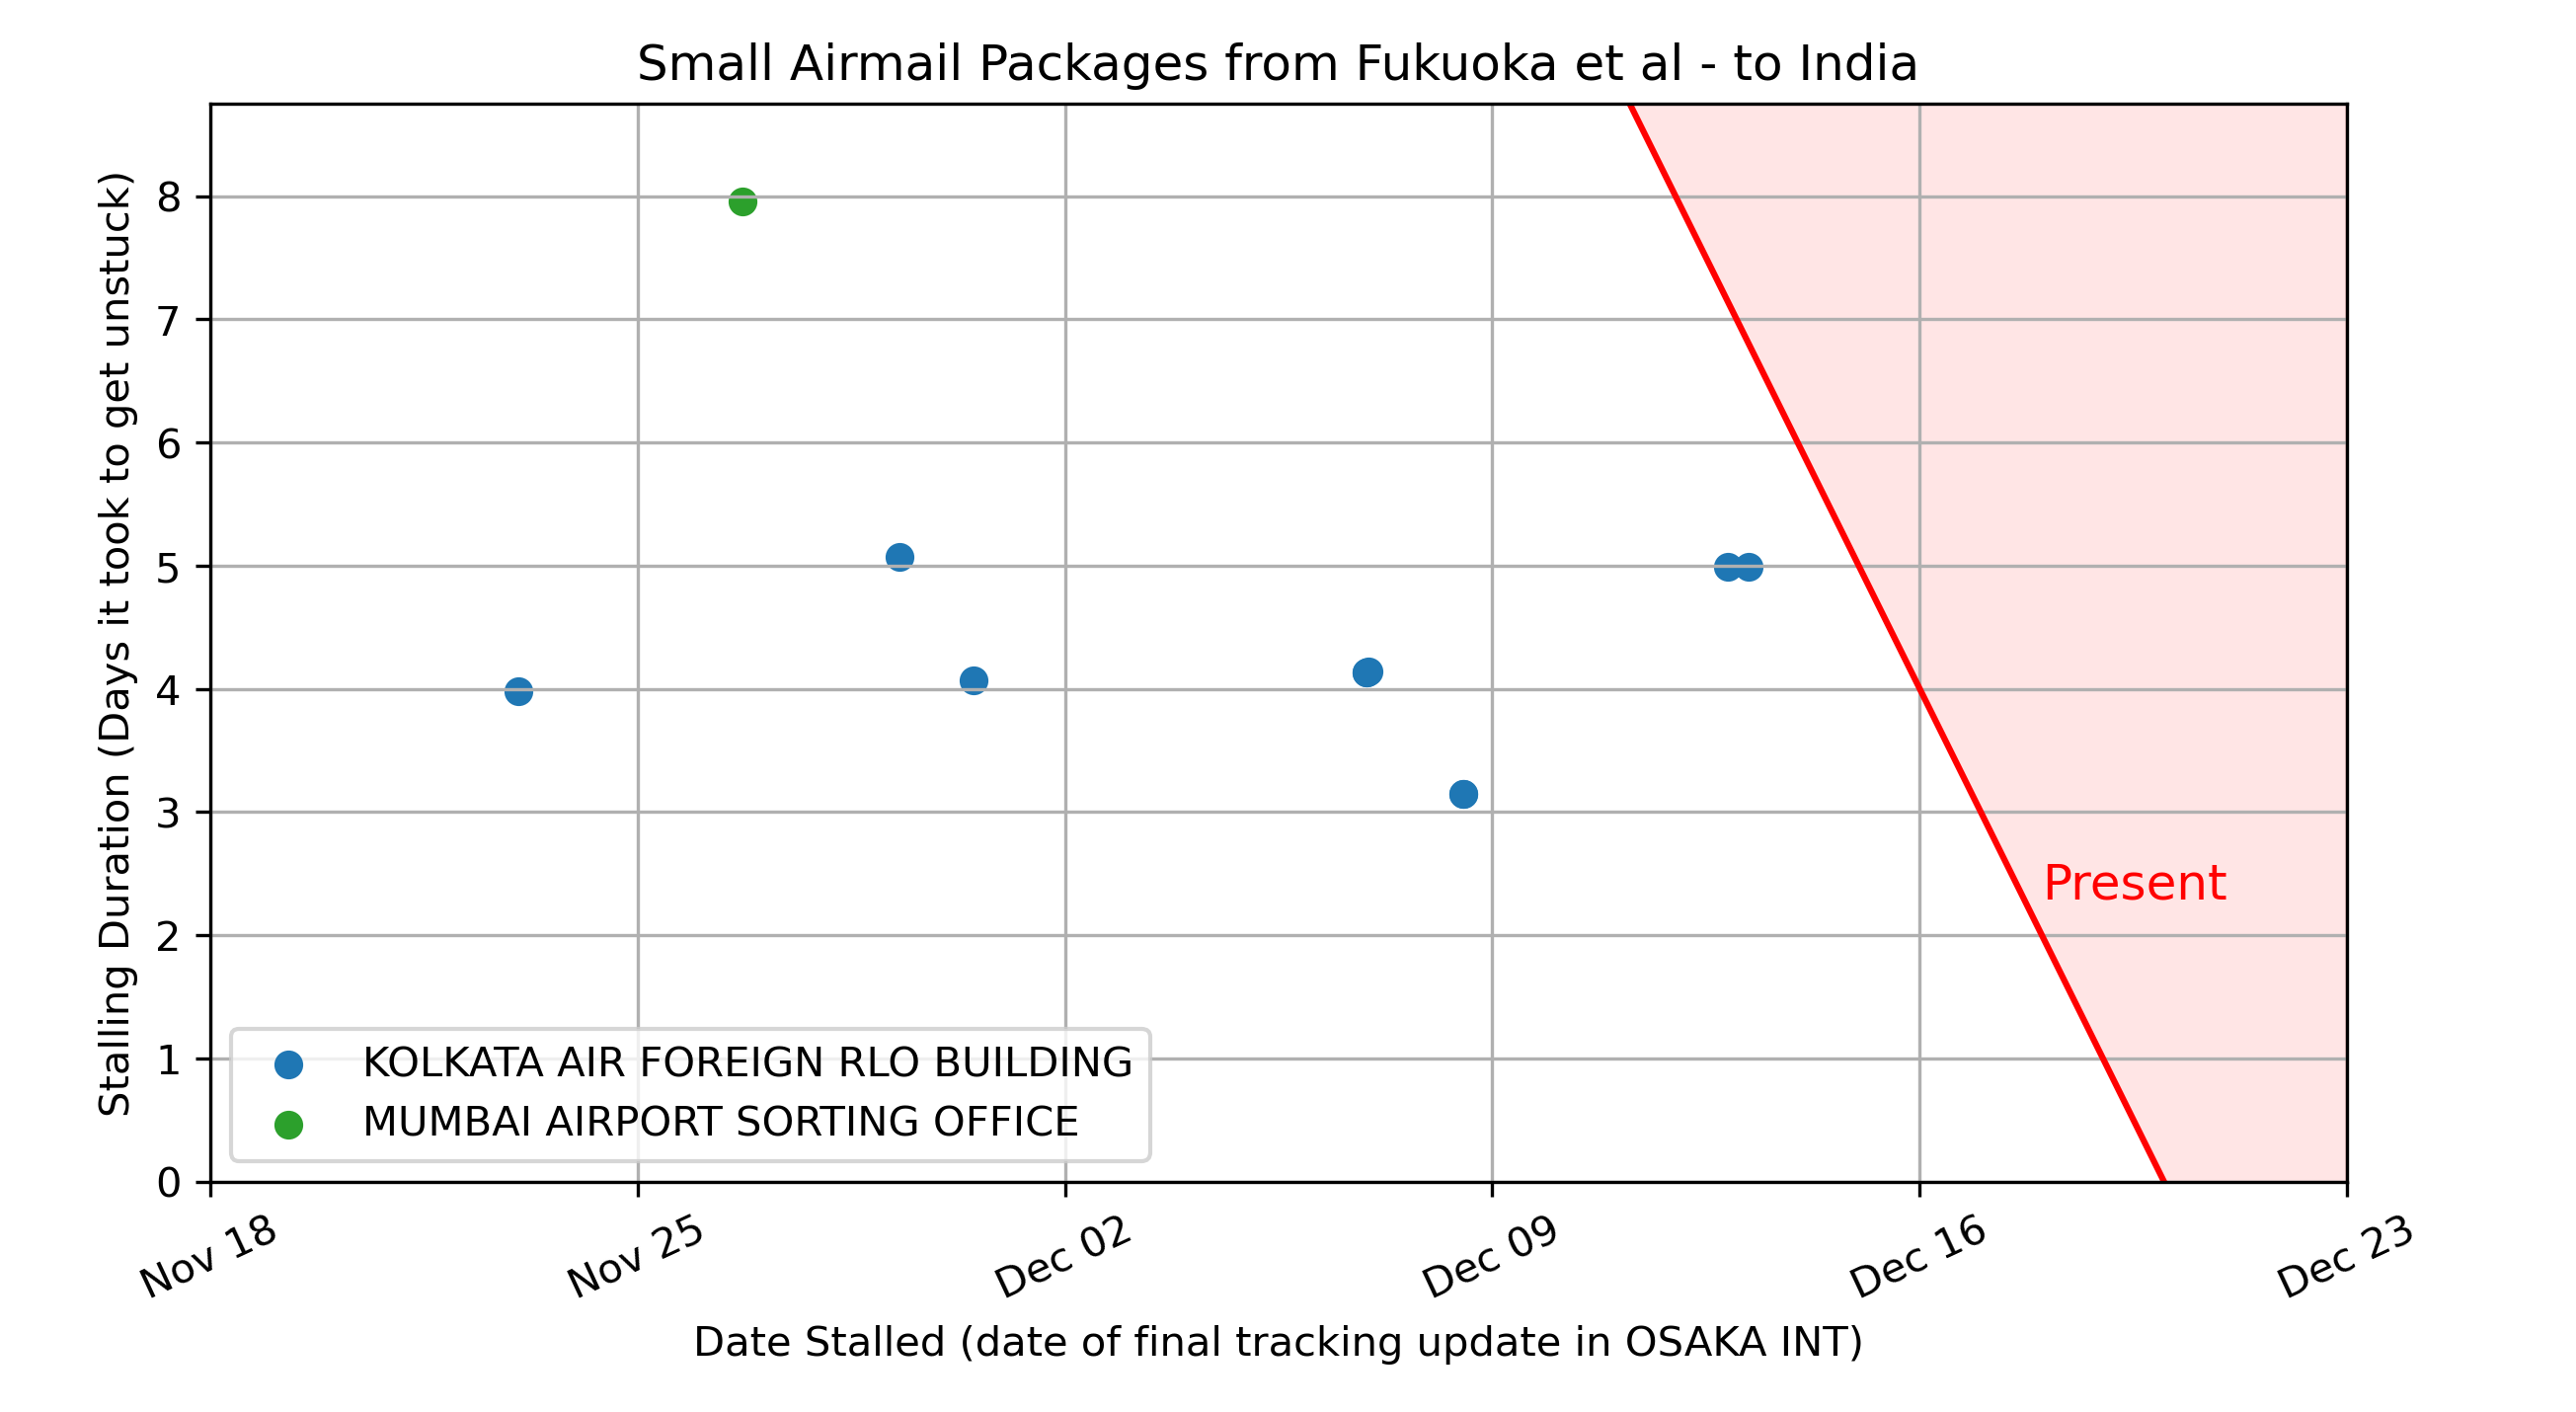 Small Airmail Packages from Fukuoka et al - to India
Stalling Duration (Days it took to get unstuck)
8
7
6
5
4
3
2
1
0
Present
KOLKATA AIR FOREIGN RLO BUILDING
MUMBAI AIRPORT SORTING OFFICE
Nov 18
Nov 25
Dec 02
Dec 09
Dec 16
Dec 23
Date Stalled (date of final tracking update in OSAKA INT)